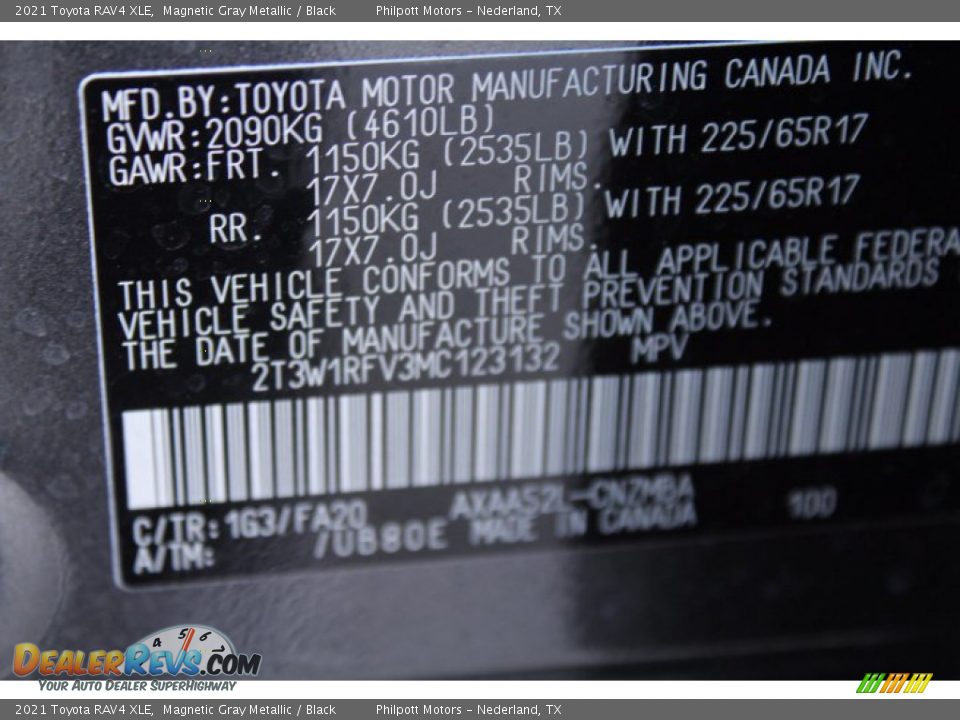 2021 Toyota RAV4 XLE, Magnetic Gray Metallic / Black Philpott Motors - Nederland, TX
MFD.BY:TOYOTA MOTOR MANUFACTURING CANADA INC.
GVWR:2090KG (4610LB)
GAWR:FRT. 1150KG (2535LB) WITH 225/65R17
17X7.0J RIMS.
RR. 1150KG (2535LB) WITH 225/65R17
17X7.0J RIMS.
THIS VEHICLE CONFORMS TO ALL APPLICABLE FEDERA
VEHICLE SAFETY AND THEFT PREVENTION STANDARDS
THE DATE OF MANUFACTURE SHOWN ABOVE.
2T3W1RFV3MC123132 MPV
C/TR:1G3/FA20 AXAA52L-CNZMBA 100
A/TM: /UB80E MADE IN CANADA
4 5 6
DEALERREVS.COM
YOUR AUTO DEALER SUPERHIGHWAY
2021 Toyota RAV4 XLE, Magnetic Gray Metallic / Black Philpott Motors - Nederland, TX